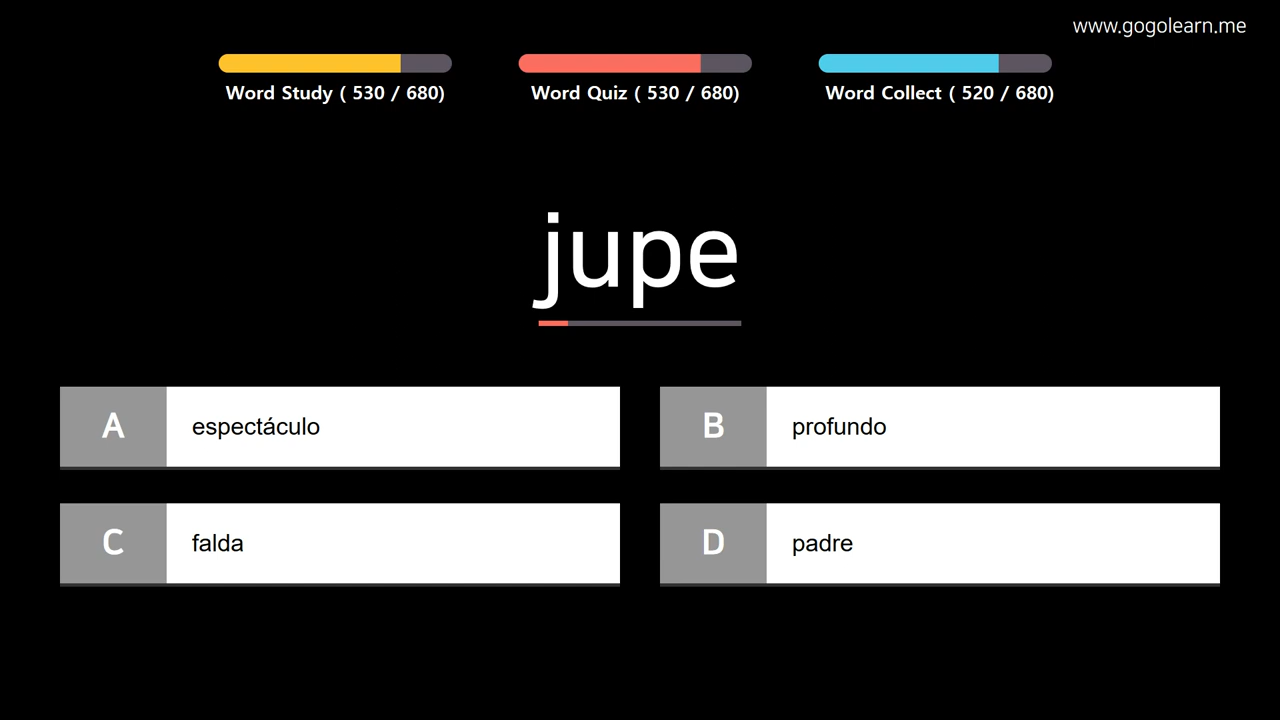 www.gogolearn.me
Word Study ( 530 / 680)
Word Quiz ( 530 / 680)
Word Collect ( 520 / 680)
jupe
A espectáculo
B profundo
C falda
D padre